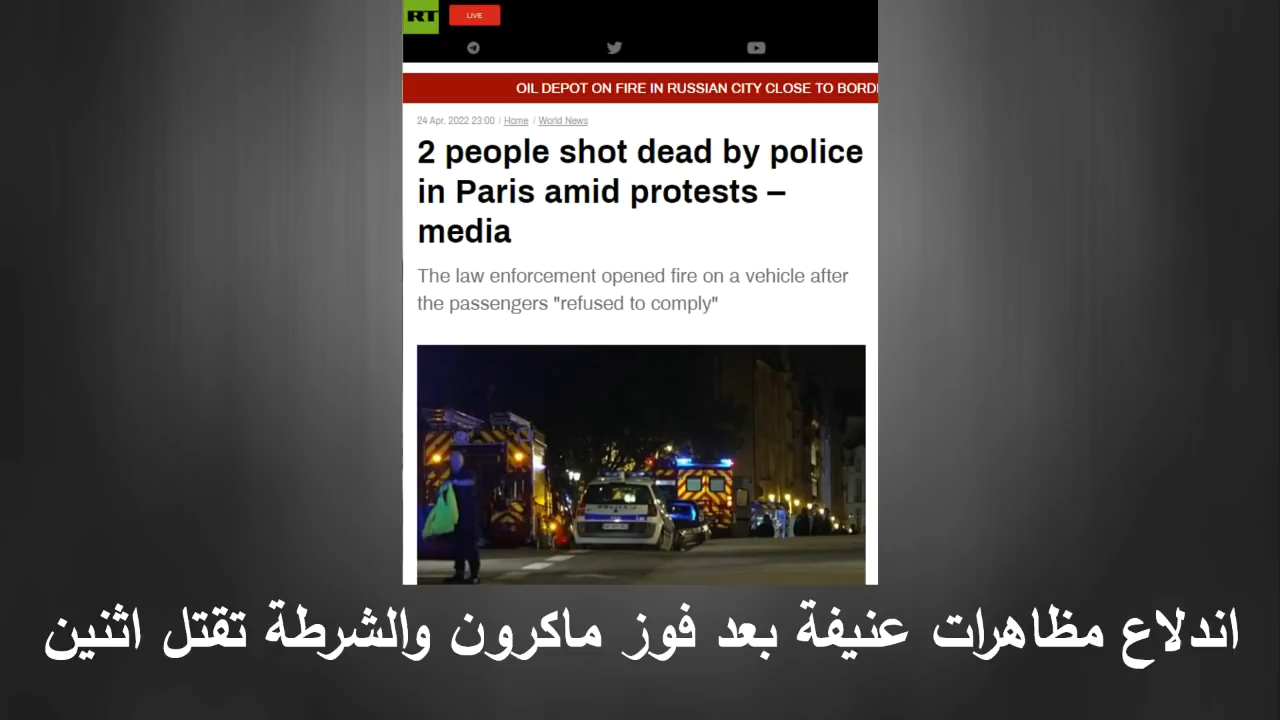 RT
LIVE
OIL DEPOT ON FIRE IN RUSSIAN CITY CLOSE TO BORD
24 Apr, 2022 23:00 / Home / World News
2 people shot dead by police
in Paris amid protests –
media
The law enforcement opened fire on a vehicle after
the passengers "refused to comply"
اندلاع مظاهرات عنيفة بعد فوز ماكرون والشرطة تقتل اثنين